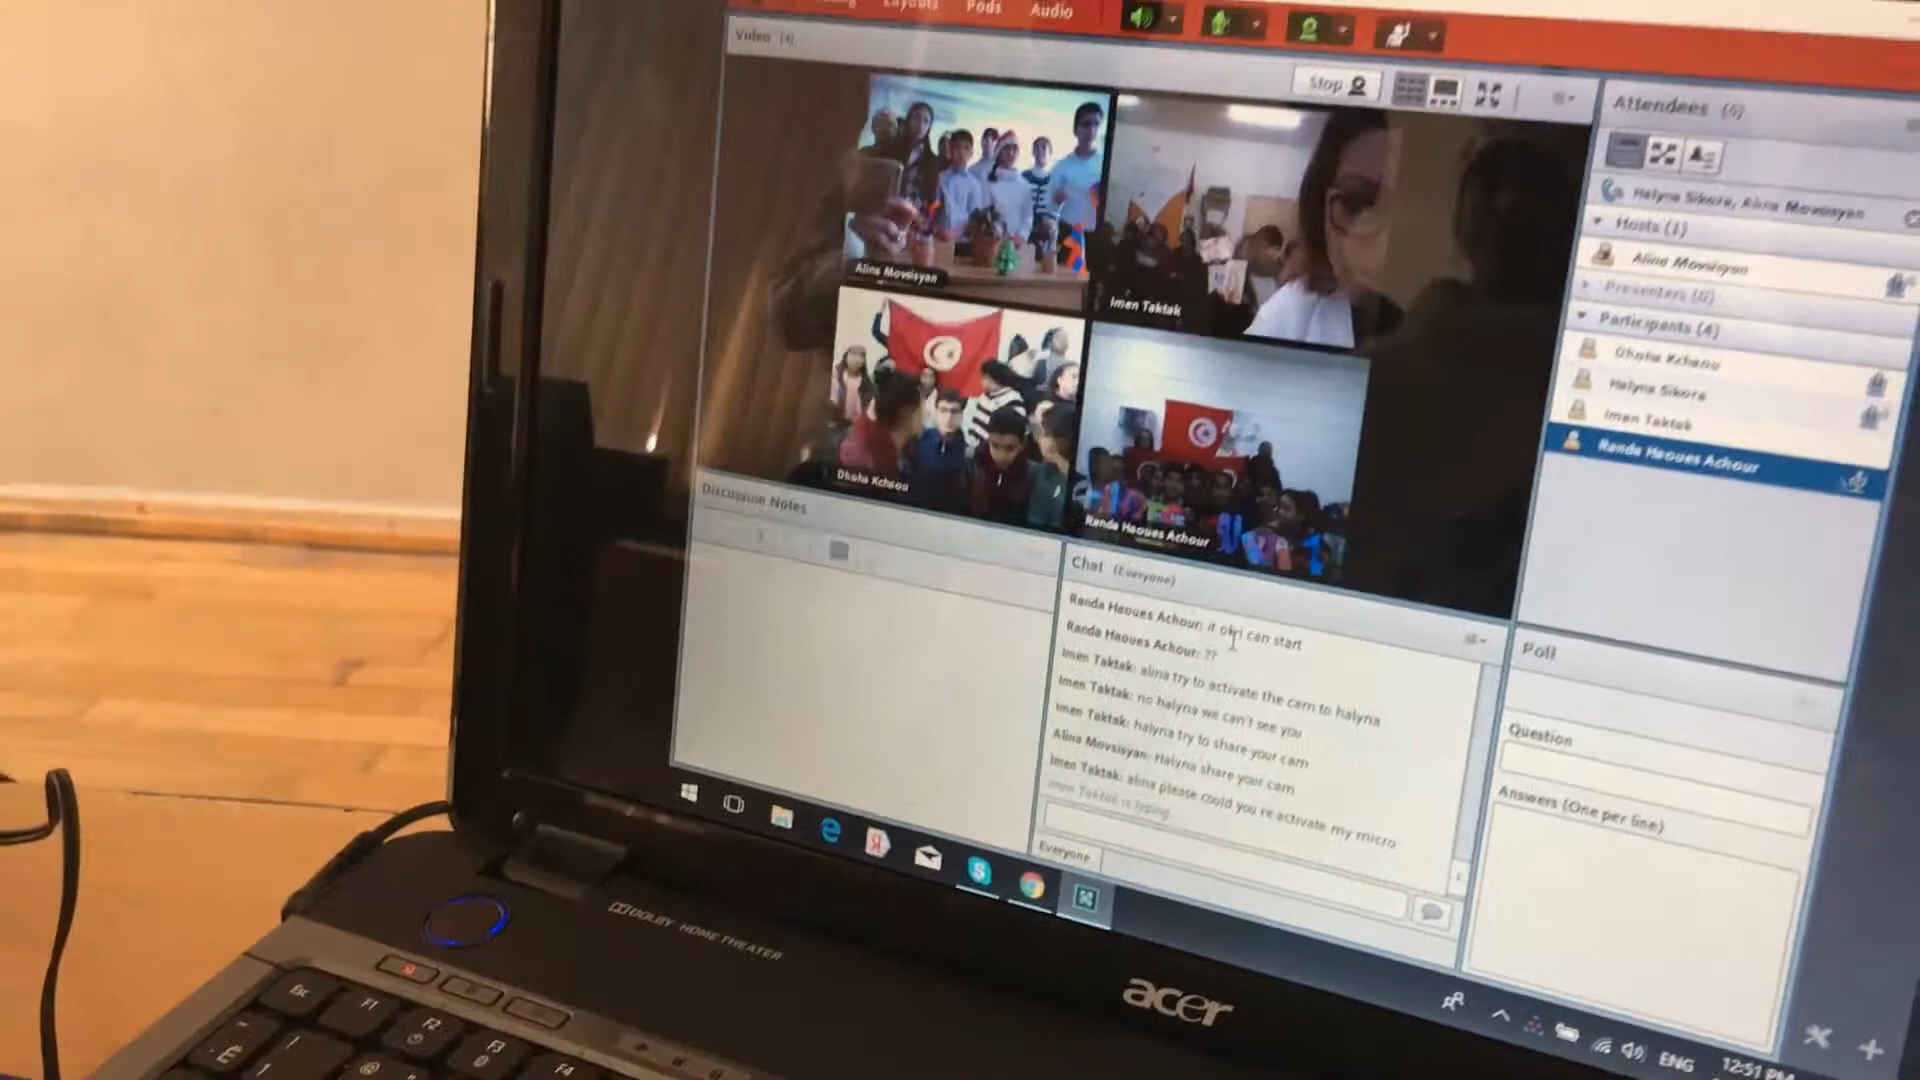 Layouts
Pods
Audio
Video (4)
Stop
Alina Movsisyan
Imen Taktak
Dhoha Kchaou
Randa Haoues Achour
Attendees
Halyna Sikora, Alina Movsisyan
Hosts (1)
Alina Movsisyan
Presenters (0)
Participants (4)
Dhoha Kchaou
Halyna Sikora
Imen Taktak
Randa Haoues Achour
Discussion Notes
Chat (Everyone)
Randa Haoues Achour: it ok i can start
Randa Haoues Achour: ??
Imen Taktak: alina try to activate the cam to halyna
Imen Taktak: no halyna we can't see you
Imen Taktak: halyna try to share your cam
Alina Movsisyan: Halyna share your cam
Imen Taktak: alina please could you re activate my micro
Imen Taktak is typing
Everyone
Poll
Question
Answers (One per line)
ENG
12:51 PM
DOLBY HOME THEATER
acer
Esc
F1
F2
F3
F4